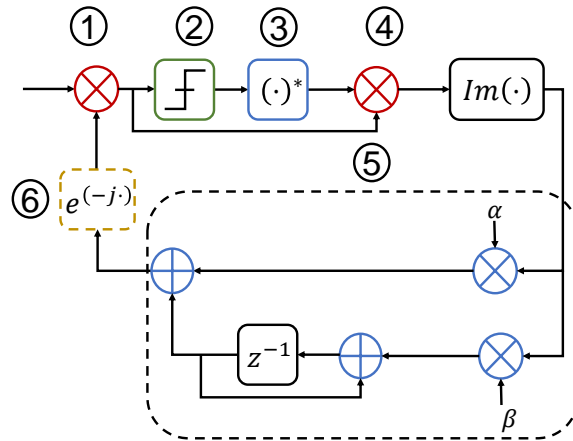 ① ② ③ ④
(·)*
Im(·)
⑤
⑥
e^{(-j·)}
α
z^{-1}
β